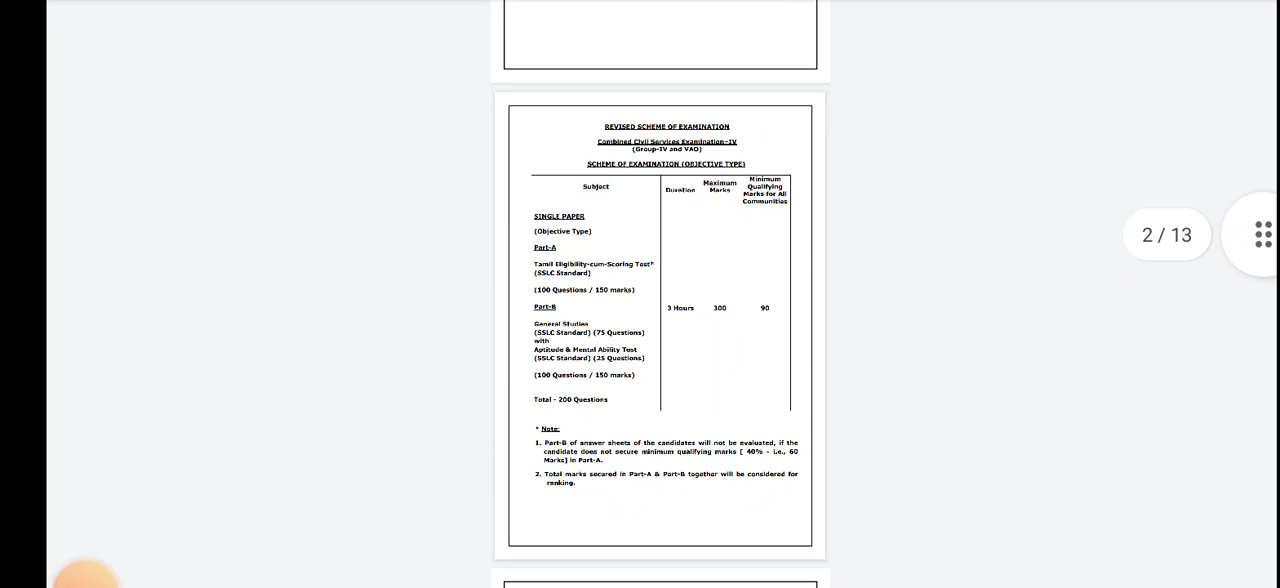 REVISED SCHEME OF EXAMINATION
Combined Civil Services Examination-IV
(Group-IV and VAO)
SCHEME OF EXAMINATION (OBJECTIVE TYPE)
Subject
Duration
Maximum
Marks
Minimum
Qualifying
Marks for All
Communities
SINGLE PAPER
(Objective Type)
Part-A
Tamil Eligibility-cum-Scoring Test*
(SSLC Standard)
(100 Questions / 150 marks)
Part-B
3 Hours 300 90
General Studies
(SSLC Standard) (75 Questions)
with
Aptitude & Mental Ability Test
(SSLC Standard) (25 Questions)
(100 Questions / 150 marks)
Total - 200 Questions
* Note:
1. Part-B of answer sheets of the candidates will not be evaluated, if the
candidate does not secure minimum qualifying marks [ 40% - i.e., 60
Marks] in Part-A.
2. Total marks secured in Part-A & Part-B together will be considered for
ranking.
2 / 13